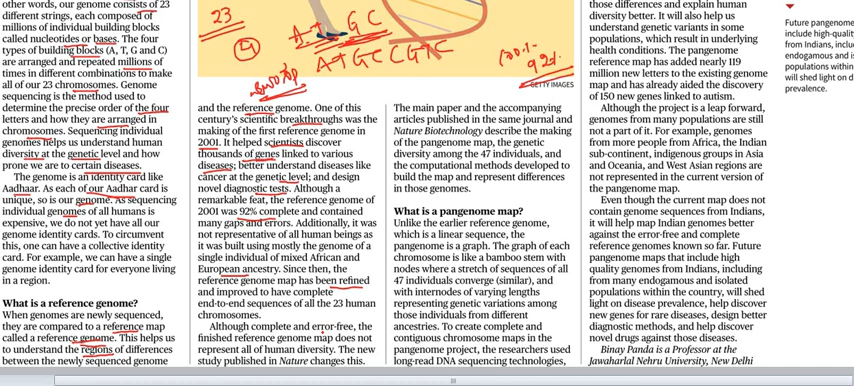 other words, our genome consists of 23
different strings, each composed of
millions of individual building blocks
called nucleotides or bases. The four
types of building blocks (A, T, G and C)
are arranged and repeated millions of
times in different combinations to make
all of our 23 chromosomes. Genome
sequencing is the method used to
determine the precise order of the four
letters and how they are arranged in
chromosomes. Sequencing individual
genomes helps us understand human
diversity at the genetic level and how
prone we are to certain diseases.
The genome is an identity card like
Aadhaar. As each of our Aadhar card is
unique, so is our genome. As sequencing
individual genomes of all humans is
expensive, we do not yet have all our
genome identity cards. To circumvent
this, one can have a collective identity
card. For example, we can have a single
genome identity card for everyone living
in a region.
What is a reference genome?
When genomes are newly sequenced,
they are compared to a reference map
called a reference genome. This helps us
to understand the regions of differences
between the newly sequenced genome
23
4
A T G C
A T G C C G T C
100%
92%
GETTY IMAGES
and the reference genome. One of this
century's scientific breakthroughs was the
making of the first reference genome in
2001. It helped scientists discover
thousands of genes linked to various
diseases; better understand diseases like
cancer at the genetic level; and design
novel diagnostic tests. Although a
remarkable feat, the reference genome of
2001 was 92% complete and contained
many gaps and errors. Additionally, it was
not representative of all human beings as
it was built using mostly the genome of a
single individual of mixed African and
European ancestry. Since then, the
reference genome map has been refined
and improved to have complete
end-to-end sequences of all the 23 human
chromosomes.
Although complete and error-free, the
finished reference genome map does not
represent all of human diversity. The new
study published in Nature changes this.
The main paper and the accompanying
articles published in the same journal and
Nature Biotechnology describe the making
of the pangenome map, the genetic
diversity among the 47 individuals, and
the computational methods developed to
build the map and represent differences
in those genomes.
What is a pangenome map?
Unlike the earlier reference genome,
which is a linear sequence, the
pangenome is a graph. The graph of each
chromosome is like a bamboo stem with
nodes where a stretch of sequences of all
47 individuals converge (similar), and
with internodes of varying lengths
representing genetic variations among
those individuals from different
ancestries. To create complete and
contiguous chromosome maps in the
pangenome project, the researchers used
long-read DNA sequencing technologies,
those differences and explain human
diversity better. It will also help us
understand genetic variants in some
populations, which result in underlying
health conditions. The pangenome
reference map has added nearly 119
million new letters to the existing genome
map and has already aided the discovery
of 150 new genes linked to autism.
Although the project is a leap forward,
genomes from many populations are still
not a part of it. For example, genomes
from more people from Africa, the Indian
sub-continent, indigenous groups in Asia
and Oceania, and West Asian regions are
not represented in the current version of
the pangenome map.
Even though the current map does not
contain genome sequences from Indians,
it will help map Indian genomes better
against the error-free and complete
reference genomes known so far. Future
pangenome maps that include high
quality genomes from Indians, including
from many endogamous and isolated
populations within the country, will shed
light on disease prevalence, help discover
new genes for rare diseases, design better
diagnostic methods, and help discover
novel drugs against those diseases.
Binay Panda is a Professor at the
Jawaharlal Nehru University, New Delhi
Future pangenome
include high-quality
from Indians, inclu
endogamous and is
populations within
will shed light on d
prevalence.